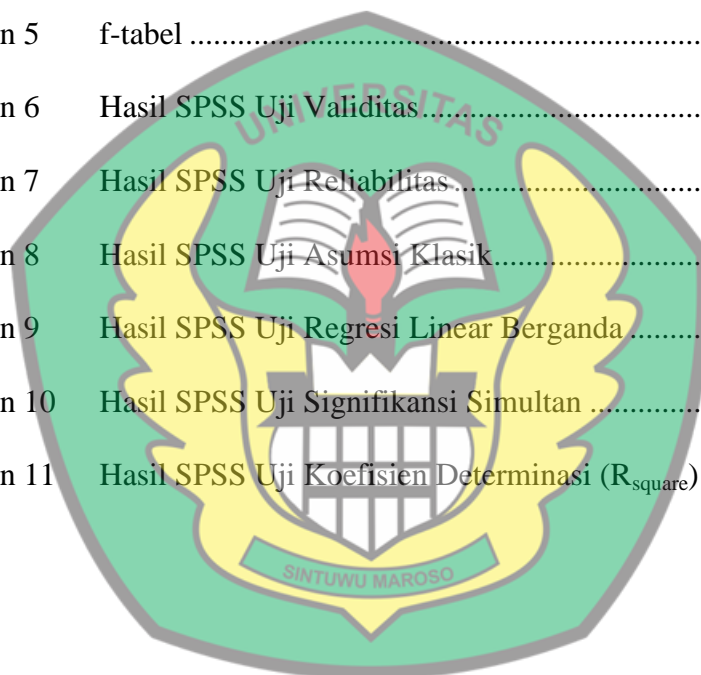 n 5 f-tabel ................................................................
UNIVERSITAS
n 6 Hasil SPSS Uji Validitas...................................
n 7 Hasil SPSS Uji Reliabilitas............................
n 8 Hasil SPSS Uji Asumsi Klasik..........................
n 9 Hasil SPSS Uji Regresi Linear Berganda .........
n 10 Hasil SPSS Uji Signifikansi Simultan ..............
n 11 Hasil SPSS Uji Koefisien Determinasi (Rsquare)
SINTUWU MAROSO